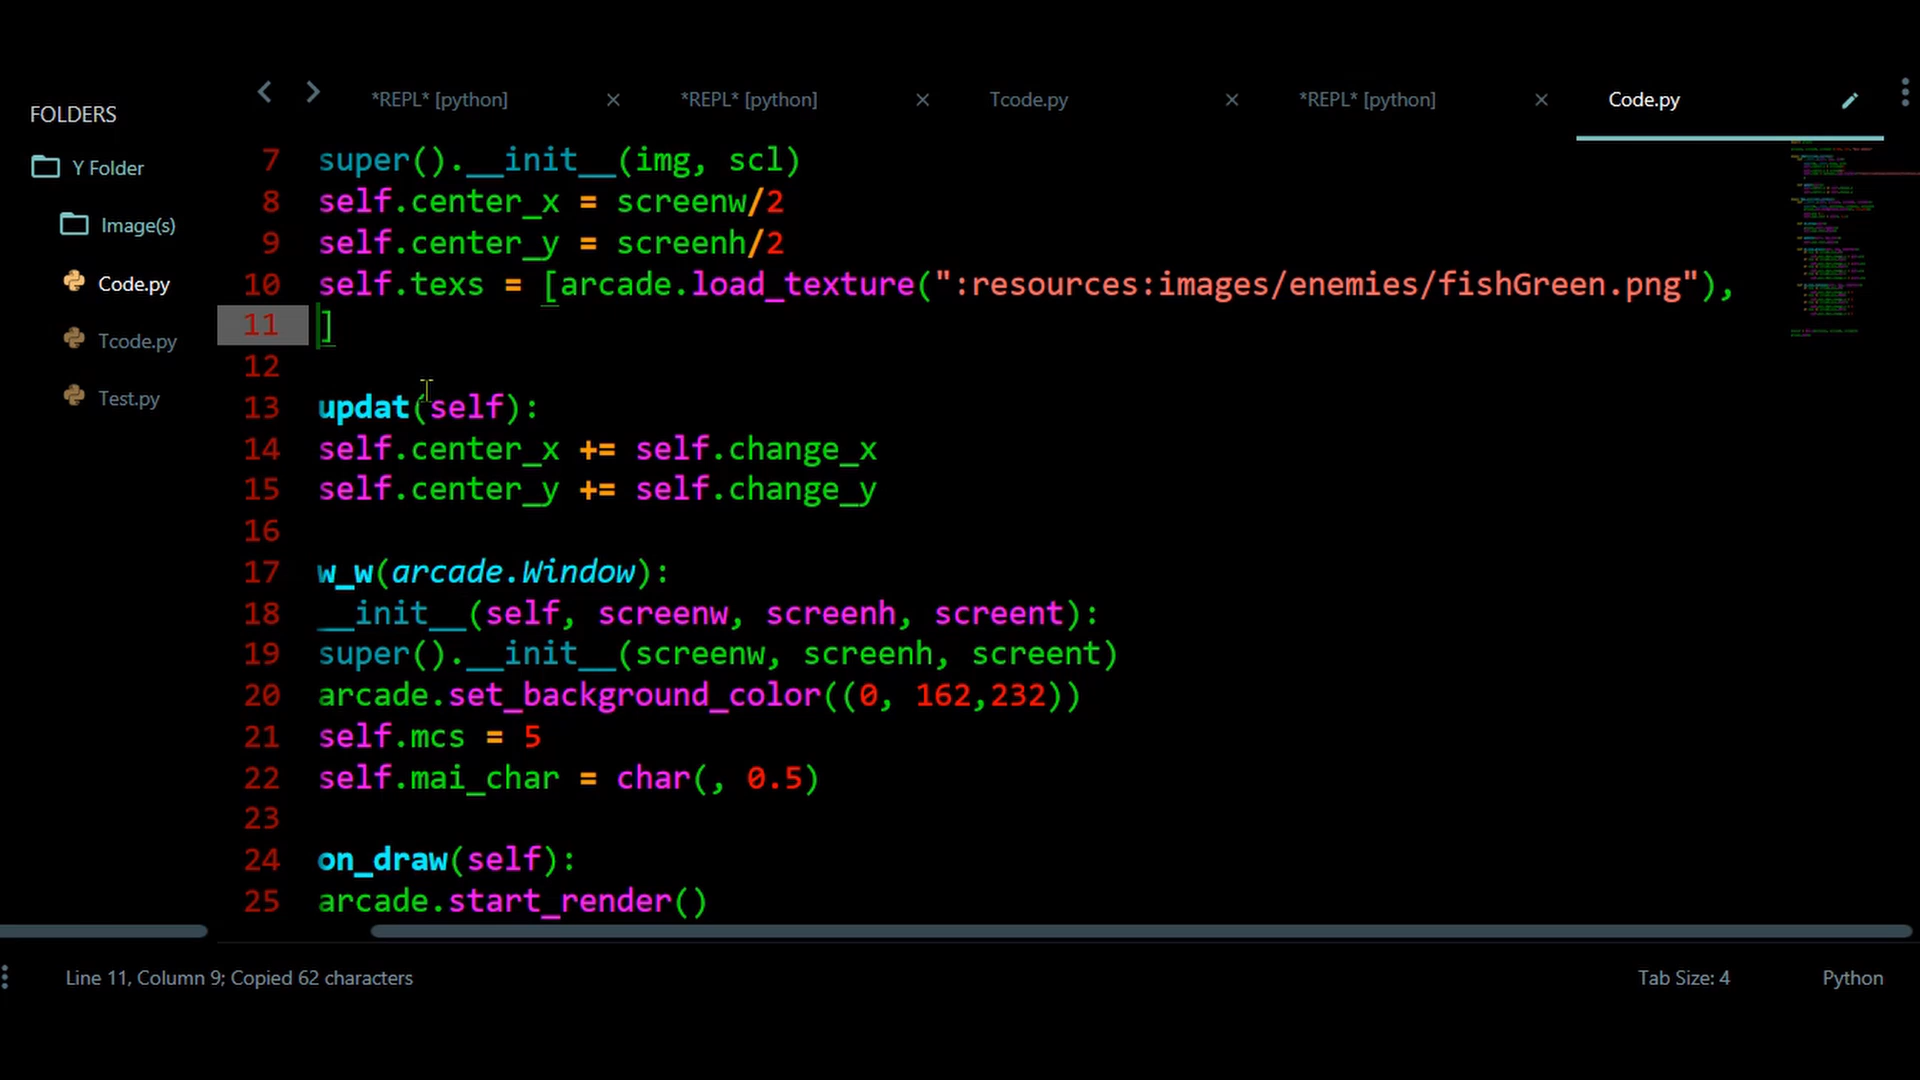 *REPL* [python]
*REPL* [python]
Tcode.py
*REPL* [python]
Code.py
FOLDERS
Y Folder
Image(s)
Code.py
Tcode.py
Test.py
7 super().__init__(img, scl)
8 self.center_x = screenw/2
9 self.center_y = screenh/2
10 self.texs = [arcade.load_texture(":resources:images/enemies/fishGreen.png"),
11 ]
12
13 updat(self):
14 self.center_x += self.change_x
15 self.center_y += self.change_y
16
17 w_w(arcade.Window):
18 __init__(self, screenw, screenh, screent):
19 super().__init__(screenw, screenh, screent)
20 arcade.set_background_color((0, 162,232))
21 self.mcs = 5
22 self.mai_char = char(, 0.5)
23
24 on_draw(self):
25 arcade.start_render()
Line 11, Column 9; Copied 62 characters
Tab Size: 4
Python